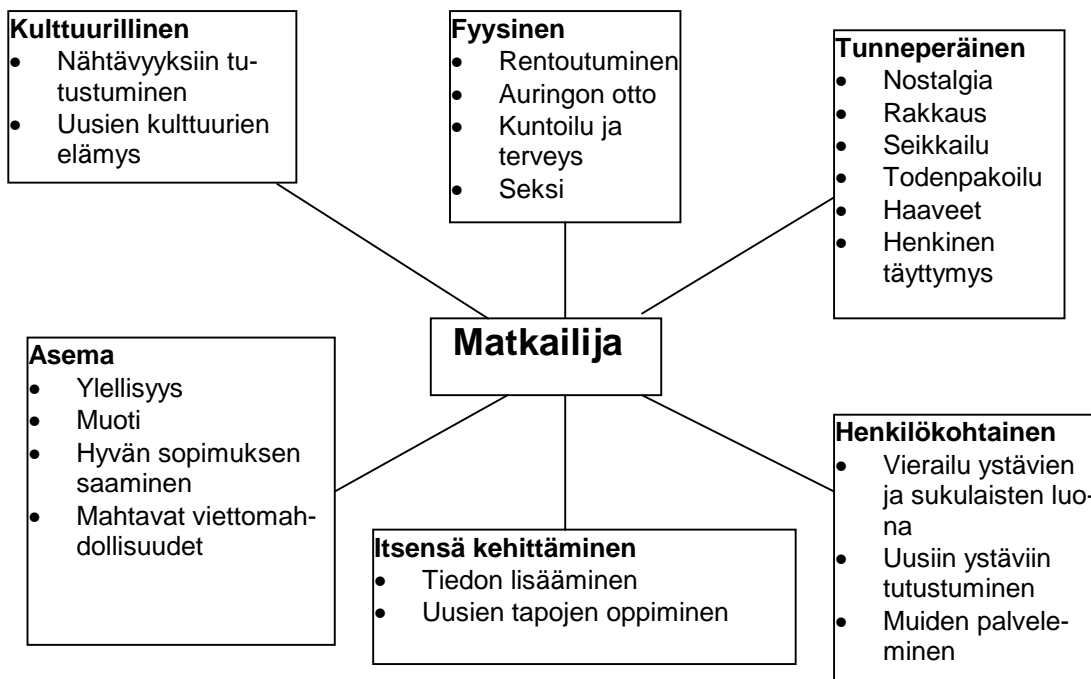 Kulttuurillinen
• Nähtävyyksiin tu-
tustuminen
• Uusien kulttuurien
elämys
Fyysinen
• Rentoutuminen
• Auringon otto
• Kuntoilu ja
terveys
• Seksi
Tunneperäinen
• Nostalgia
• Rakkaus
• Seikkailu
• Todenpakoilu
• Haaveet
• Henkinen
täyttymys
Matkailija
Asema
• Ylellisyys
• Muoti
• Hyvän sopimuksen
saaminen
• Mahtavat viettomah-
dollisuudet
Itsensä kehittäminen
• Tiedon lisääminen
• Uusien tapojen oppiminen
Henkilökohtainen
• Vierailu ystävien
ja sukulaisten luo-
na
• Uusiin ystäviin
tutustuminen
• Muiden palvele-
minen